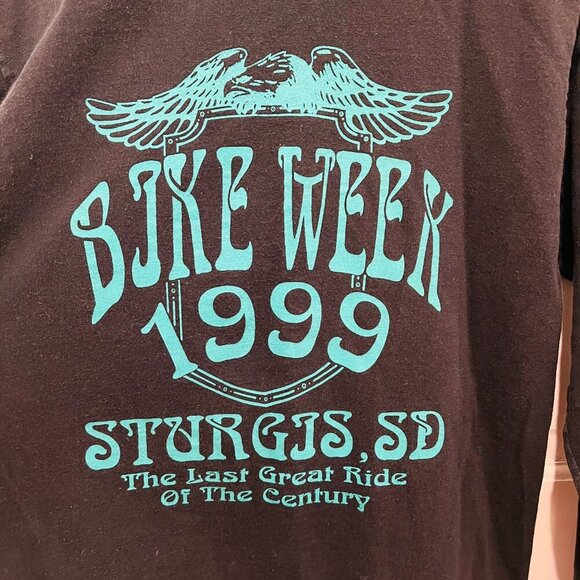 BIKE WEEK
1999
STURGIS, SD
The Last Great Ride
Of The Century